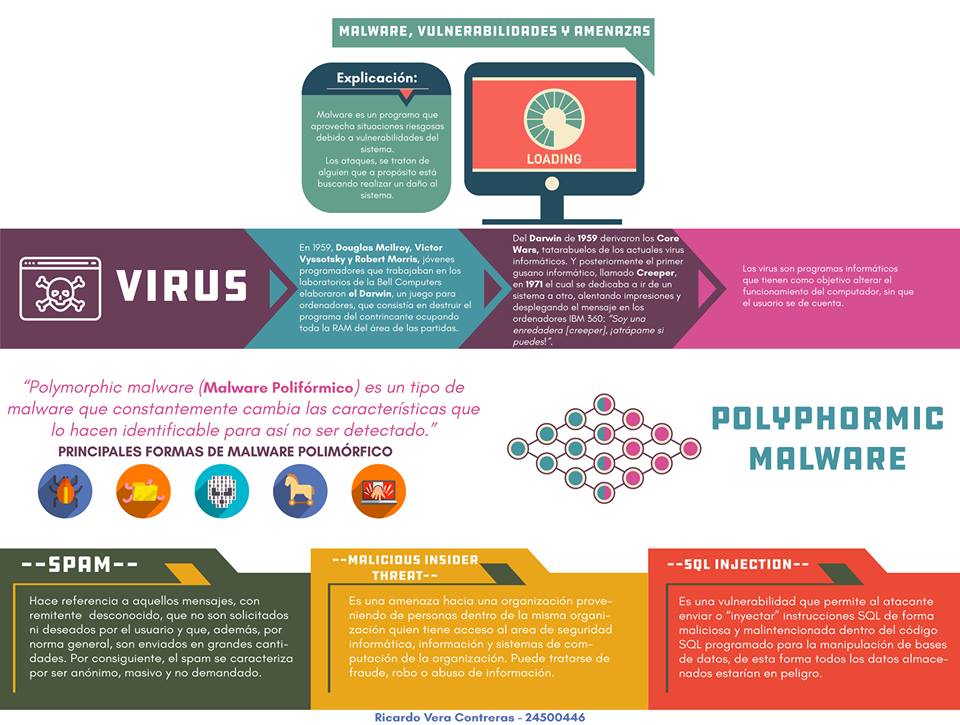 MALWARE, VULNERABILIDADES Y AMENAZAS
Explicación:
Malware es un programa que
aprovecha situaciones riesgosas
debido a vulnerabilidades del
sistema.
Los ataques, se tratan de
alguien que a propósito está
buscando realizar un daño al
sistema.
LOADING
VIRUS
En 1959, Douglas McIlroy, Victor
Vyssotsky y Robert Morris, jóvenes
programadores que trabajaban en los
laboratorios de la Bell Computers
elaboraron el Darwin, un juego para
ordenadores, que consistía en destruir el
programa del contrincante ocupando
toda la RAM del área de las partidas.
Del Darwin de 1959 derivaron los Core
Wars, tatarabuelos de los actuales virus
informáticos. Y posteriormente el primer
gusano informático, llamado Creeper,
en 1971 el cual se dedicaba a ir de un
sistema a otro, alentando impresiones y
desplegando el mensaje en los
ordenadores IBM 360: “Soy una
enredadera [creeper], ¡atrápame si
puedes!”.
Los virus son programas informáticos
que tienen como objetivo alterar el
funcionamiento del computador, sin que
el usuario se de cuenta.
“Polymorphic malware (Malware Polifórmico) es un tipo de
malware que constantemente cambia las características que
lo hacen identificable para así no ser detectado.”
PRINCIPALES FORMAS DE MALWARE POLIMÓRFICO
POLYPHORMIC
MALWARE
--SPAM--
Hace referencia a aquellos mensajes, con
remitente desconocido, que no son solicitados
ni deseados por el usuario y que, además, por
norma general, son enviados en grandes canti-
dades. Por consiguiente, el spam se caracteriza
por ser anónimo, masivo y no demandado.
--MALICIOUS INSIDER
THREAT--
Es una amenaza hacia una organización prove-
niendo de personas dentro de la misma organi-
zación quien tiene acceso al area de seguridad
informática, información y sistemas de com-
putación de la organización. Puede tratarse de
fraude, robo o abuso de información.
--SQL INJECTION--
Es una vulnerabilidad que permite al atacante
enviar o “inyectar” instrucciones SQL de forma
maliciosa y malintencionada dentro del código
SQL programado para la manipulación de bases
de datos, de esta forma todos los datos almace-
nados estarían en peligro.
Ricardo Vera Contreras - 24500446